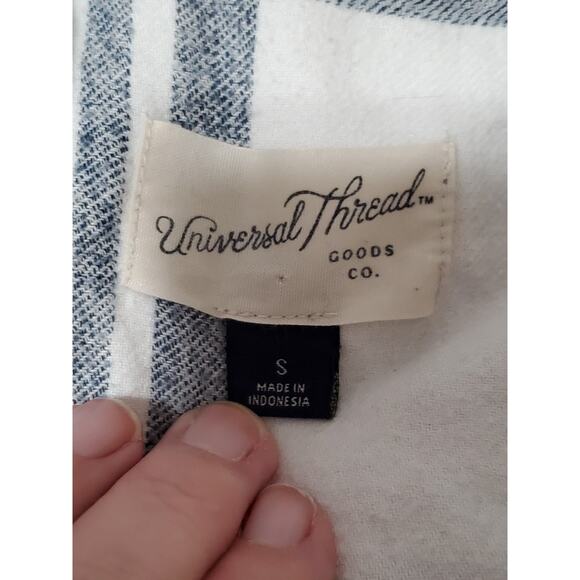 Universal Thread™
GOODS
CO.
S
MADE IN
INDONESIA